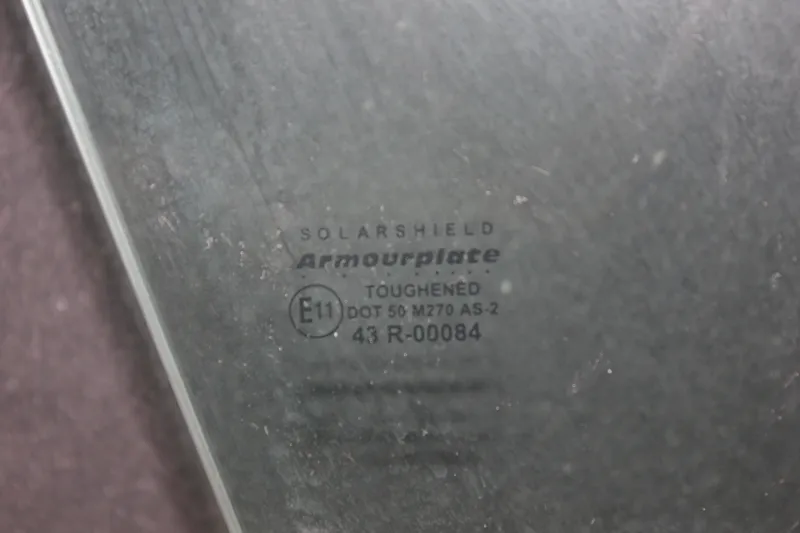 SOLARSHIELD
Armourplate
TOUGHENED
E11 DOT 50 M270 AS-2
43 R-00084